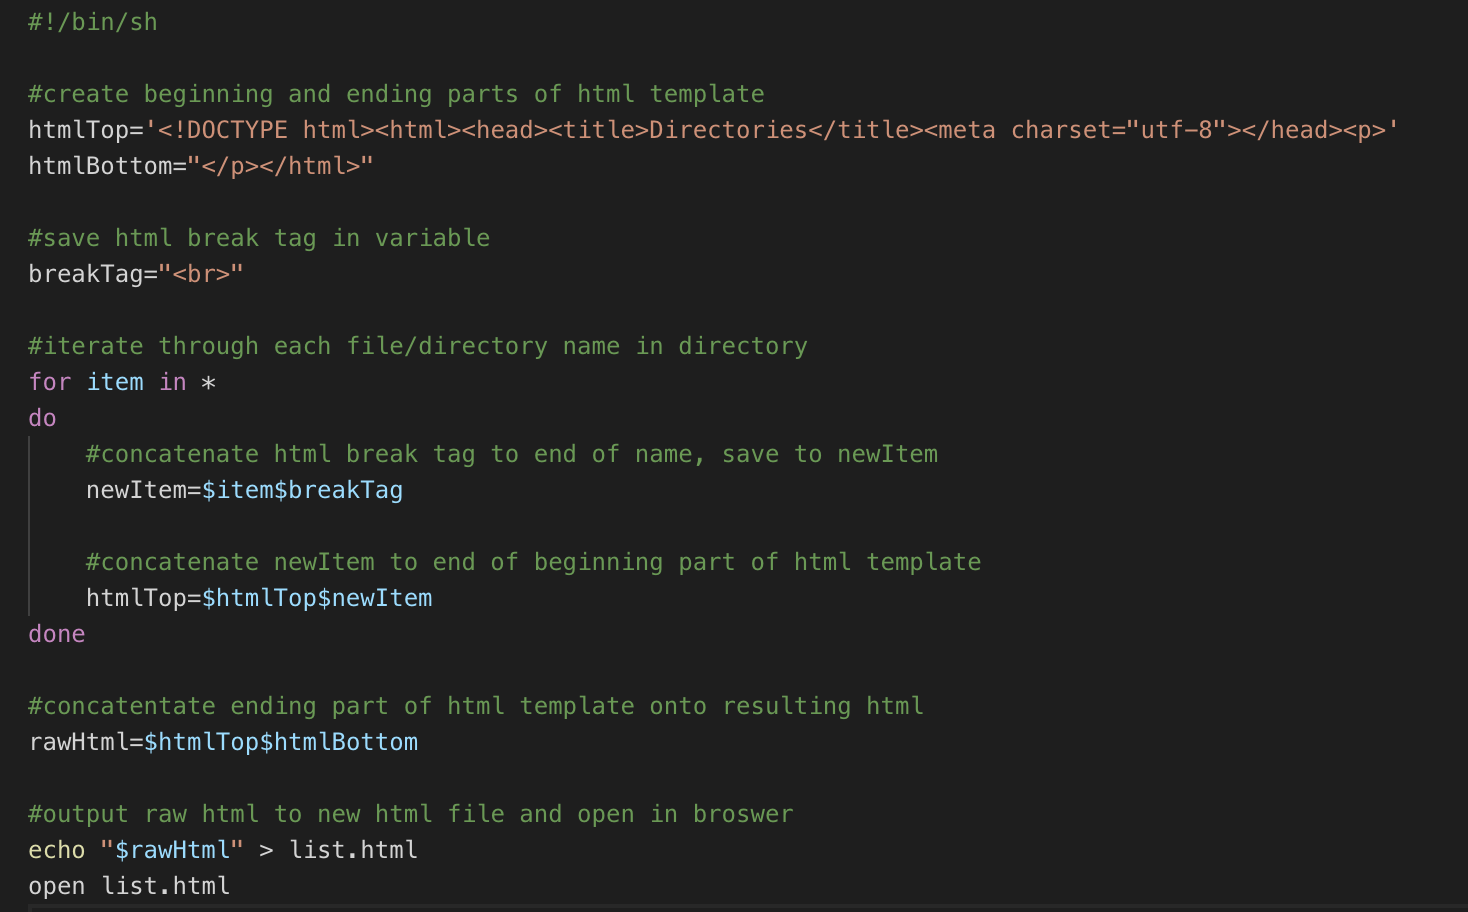 #!/bin/sh
#create beginning and ending parts of html template
htmlTop='<!DOCTYPE html><html><head><title>Directories</title><meta charset="utf-8"></head><p>'
htmlBottom="</p></html>"
#save html break tag in variable
breakTag="<br>"
#iterate through each file/directory name in directory
for item in *
do
#concatenate html break tag to end of name, save to newItem
newItem=$item$breakTag
#concatenate newItem to end of beginning part of html template
htmlTop=$htmlTop$newItem
done
#concatentate ending part of html template onto resulting html
rawHtml=$htmlTop$htmlBottom
#output raw html to new html file and open in broswer
echo "$rawHtml" > list.html
open list.html